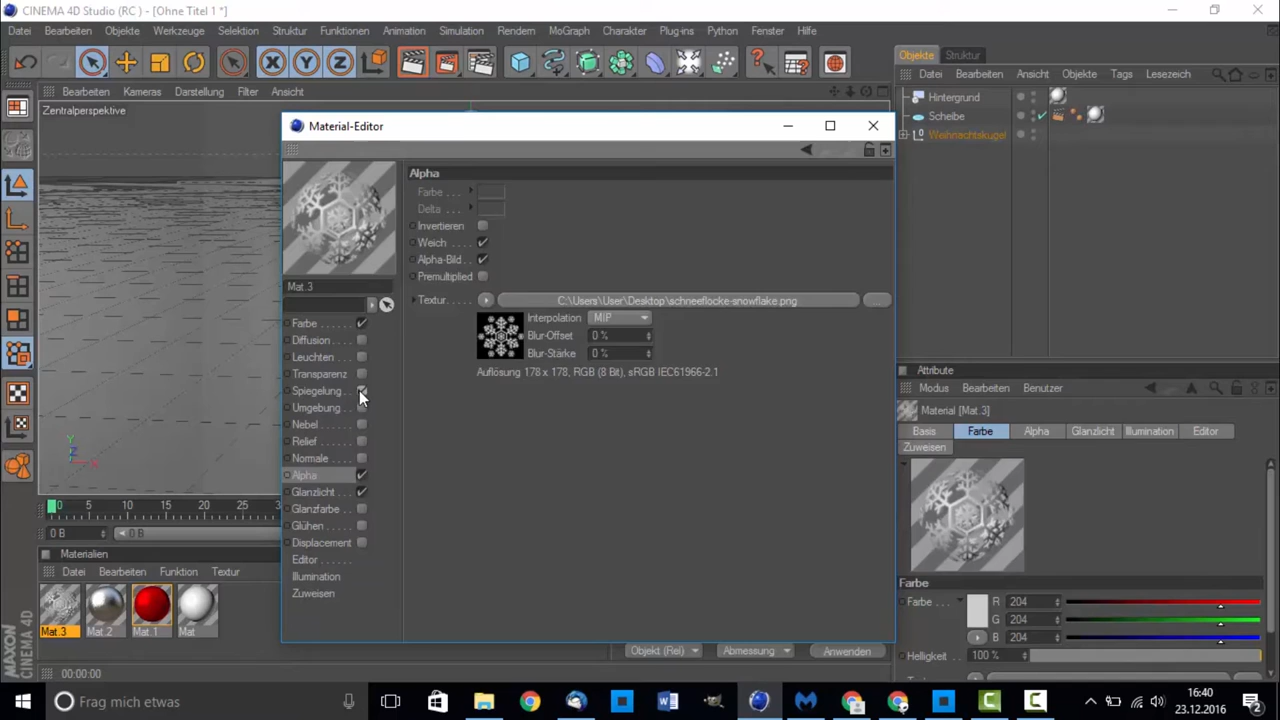 CINEMA 4D Studio (RC ) - [Ohne Titel 1 *]
Datei Bearbeiten Objekte Werkzeuge Selektion Struktur Funktionen Animation Simulation Rendern MoGraph Charakter Plug-ins Python Fenster Hilfe
X Y Z
Objekte Struktur
Datei Bearbeiten Ansicht Objekte Tags Lesezeich
Bearbeiten Kameras Darstellung Filter Ansicht
Zentralperspektive
Hintergrund
Scheibe
Weihnachtskugel
Material-Editor
Alpha
Farbe . . .
Delta . . .
Invertieren
Weich . . . .
Alpha-Bild . .
Premultiplied
Textur. . . . . C:\Users\User\Desktop\schneeflocke-snowflake.png ...
Interpolation MIP
Blur-Offset 0 %
Blur-Stärke 0 %
Auflösung 178 x 178, RGB (8 Bit), sRGB IEC61966-2.1
Mat.3
Farbe . . . . . .
Diffusion . . . .
Leuchten . . . .
Transparenz
Spiegelung . .
Umgebung . .
Nebel . . . . . .
Relief . . . . . .
Normale . . . .
Alpha
Glanzlicht . . .
Glanzfarbe . .
Glühen . . . . .
Displacement
Editor . . . . . .
Illumination
Zuweisen
Y
Z X
0 5 10 15 20 25
0 B 0 B
Materialien
Datei Bearbeiten Funktion Textur
Mat.3 Mat.2 Mat.1 Mat
MAXON CINEMA 4D
00:00:00
Objekt (Rel) Abmessung Anwenden
Attribute
Modus Bearbeiten Benutzer
Material [Mat.3]
Basis Farbe Alpha Glanzlicht Illumination Editor
Zuweisen
Farbe
Farbe . . . R 204
G 204
B 204
Helligkeit . . 100 %
Frag mich etwas
16:40
23.12.2016